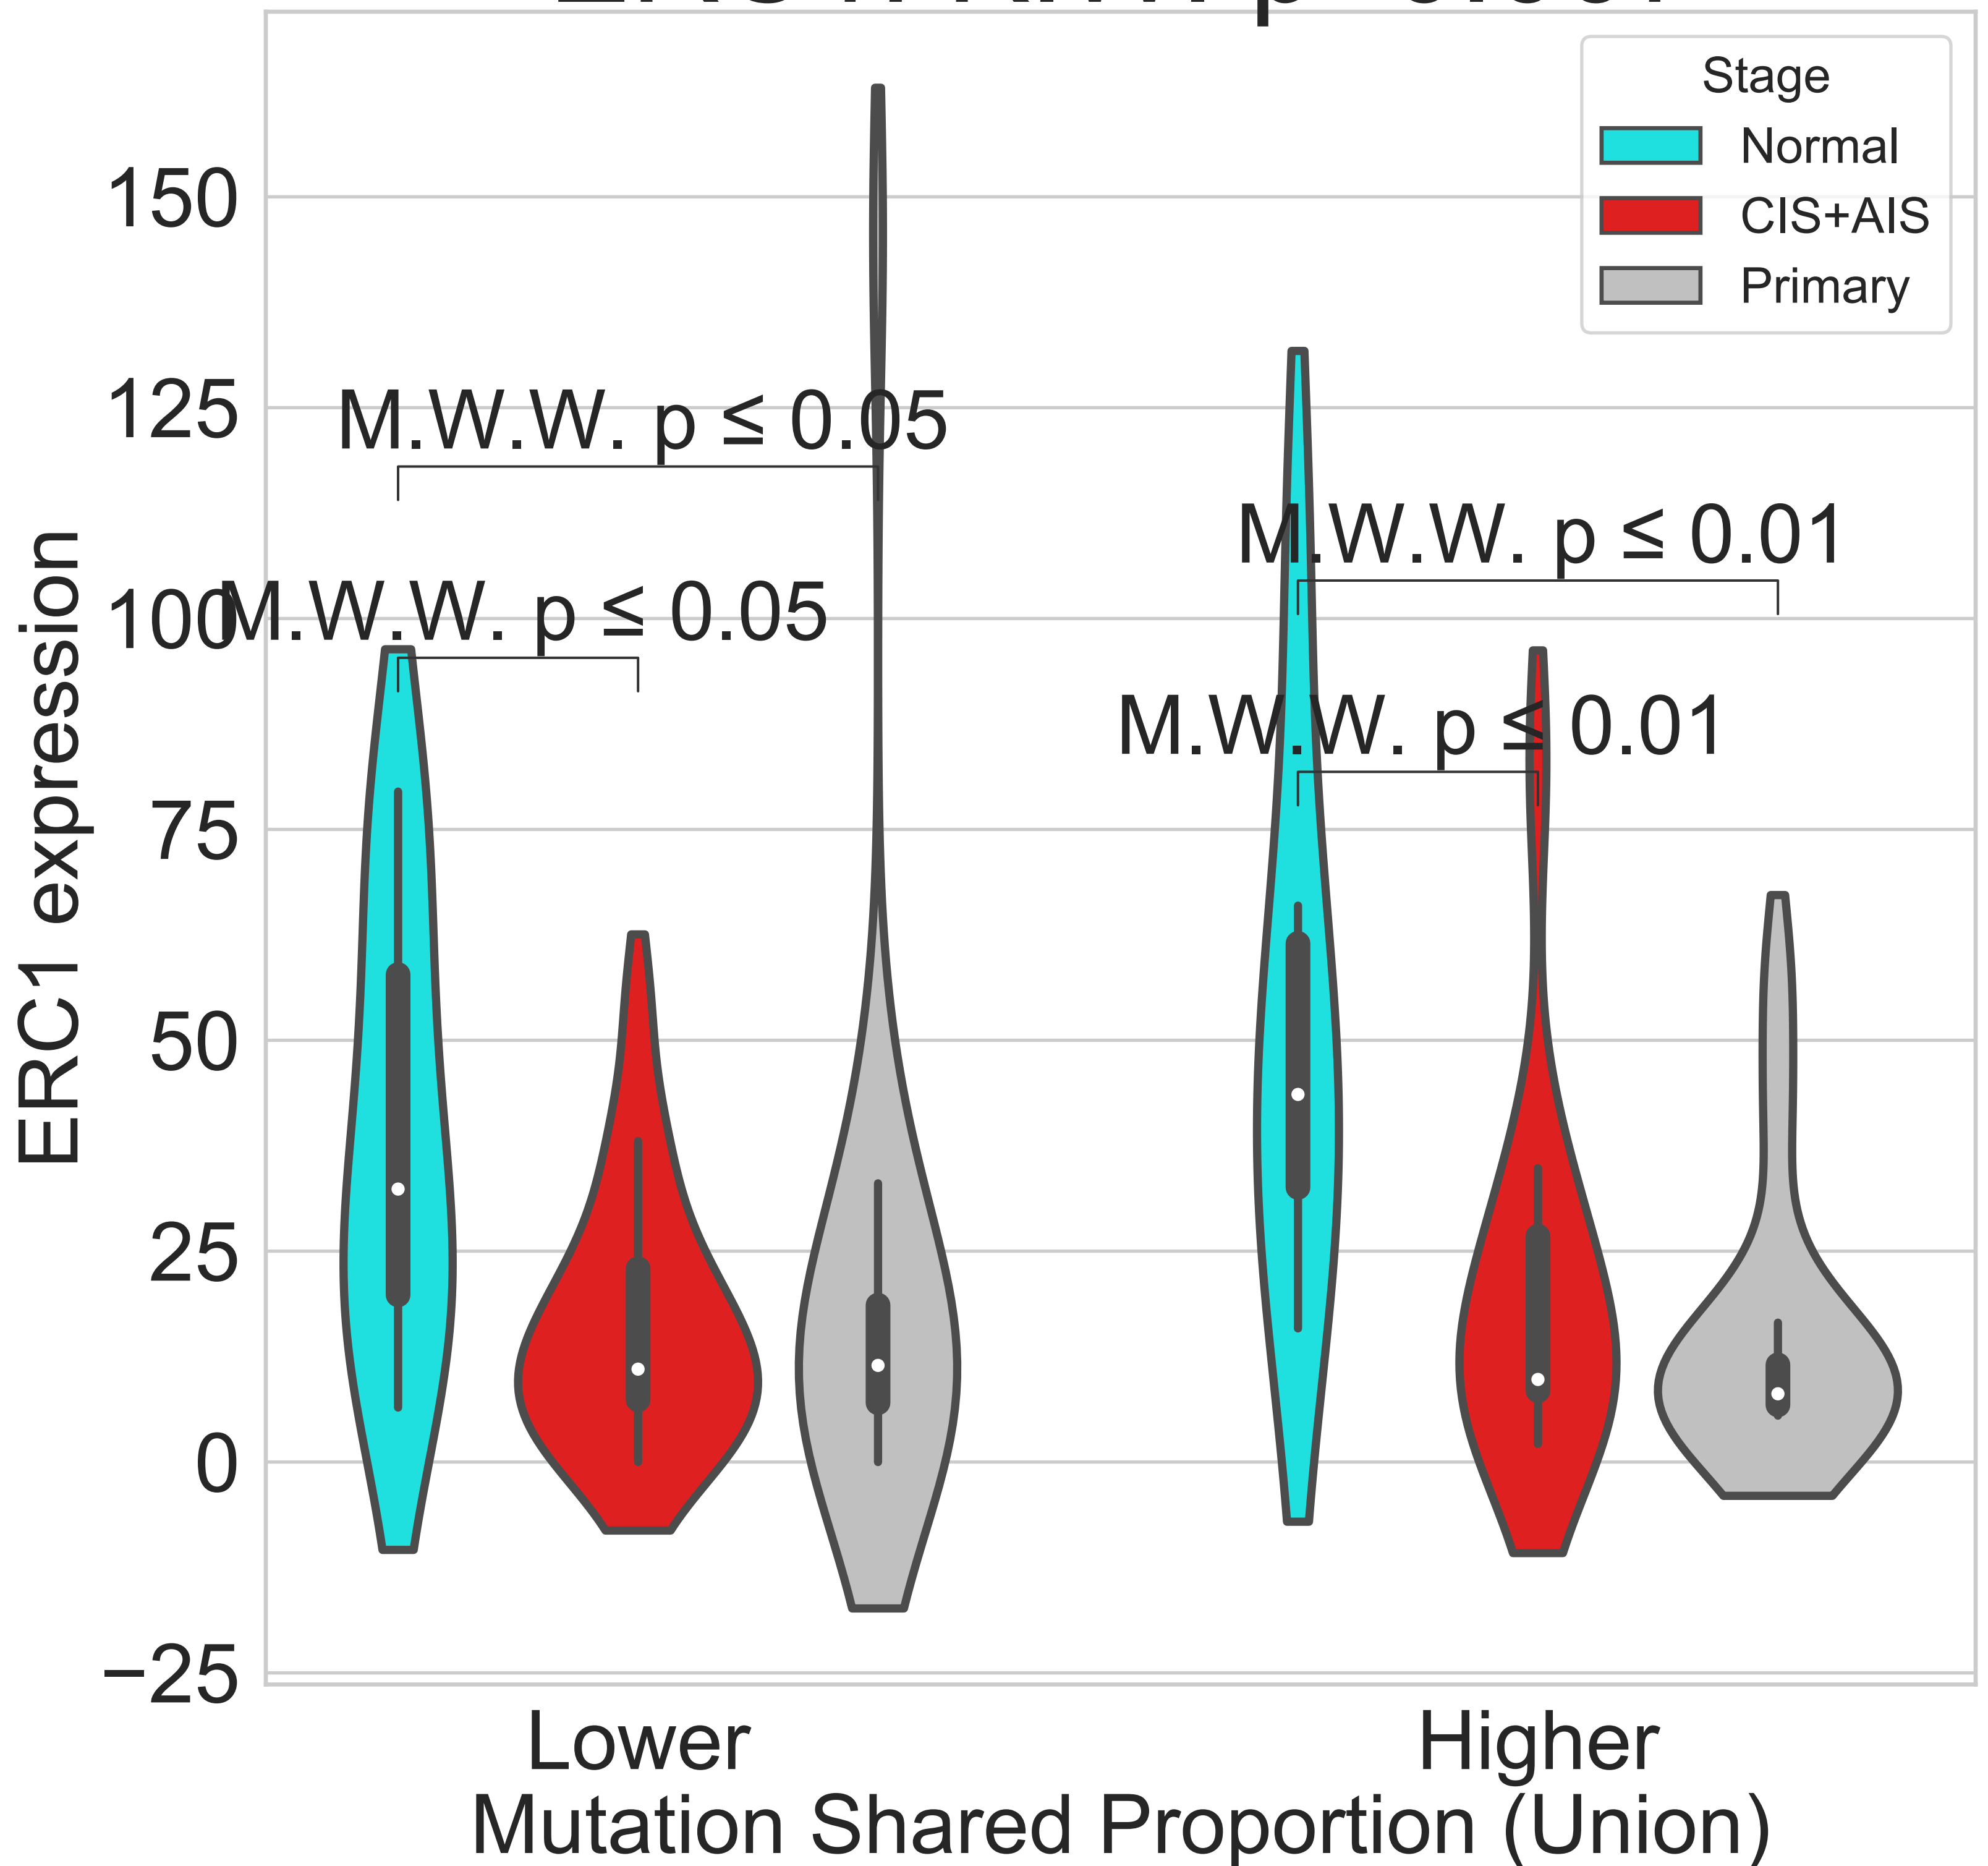 Stage
Normal
CIS+AIS
Primary
150
125
100
75
50
25
0
−25
ERC1 expression
M.W.W. p ≤ 0.05
M.W.W. p ≤ 0.05
M.W.W. p ≤ 0.01
M.W.W. p ≤ 0.01
Lower
Higher
Mutation Shared Proportion (Union)